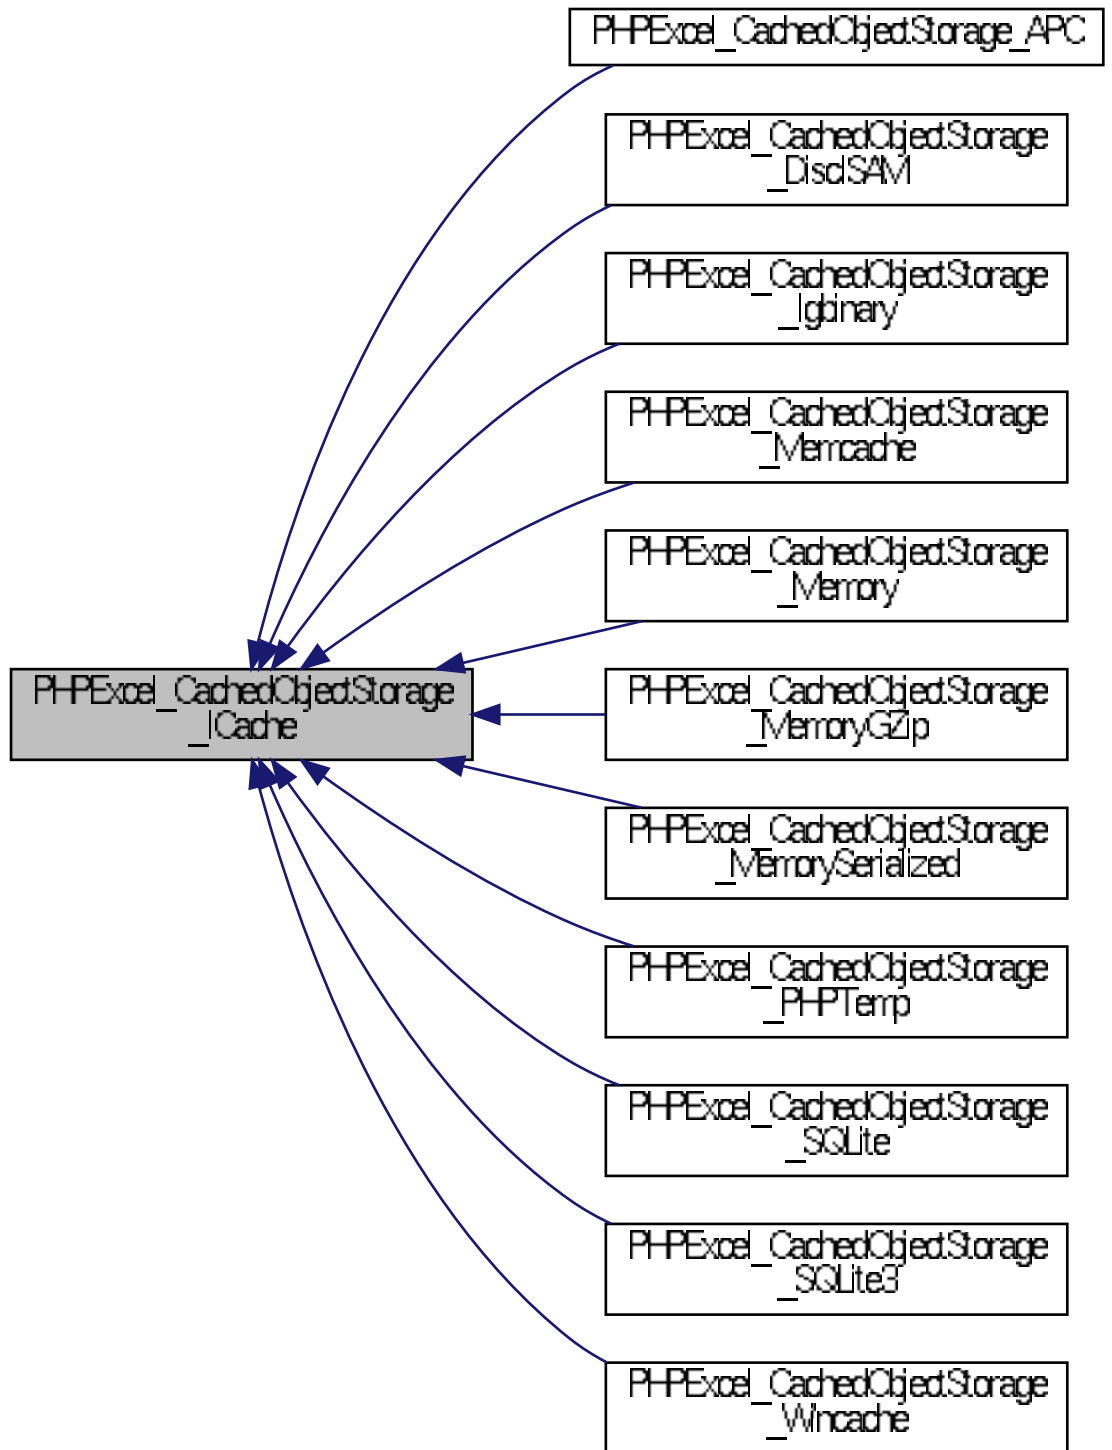 PHPExcel_CachedObjectStorage_APC
PHPExcel_CachedObjectStorage
_DiscISAM
PHPExcel_CachedObjectStorage
_Igbinary
PHPExcel_CachedObjectStorage
_Memcache
PHPExcel_CachedObjectStorage
_Memory
PHPExcel_CachedObjectStorage
_ICache
PHPExcel_CachedObjectStorage
_MemoryGZip
PHPExcel_CachedObjectStorage
_MemorySerialized
PHPExcel_CachedObjectStorage
_PHPTemp
PHPExcel_CachedObjectStorage
_SQLite
PHPExcel_CachedObjectStorage
_SQLite3
PHPExcel_CachedObjectStorage
_Wincache